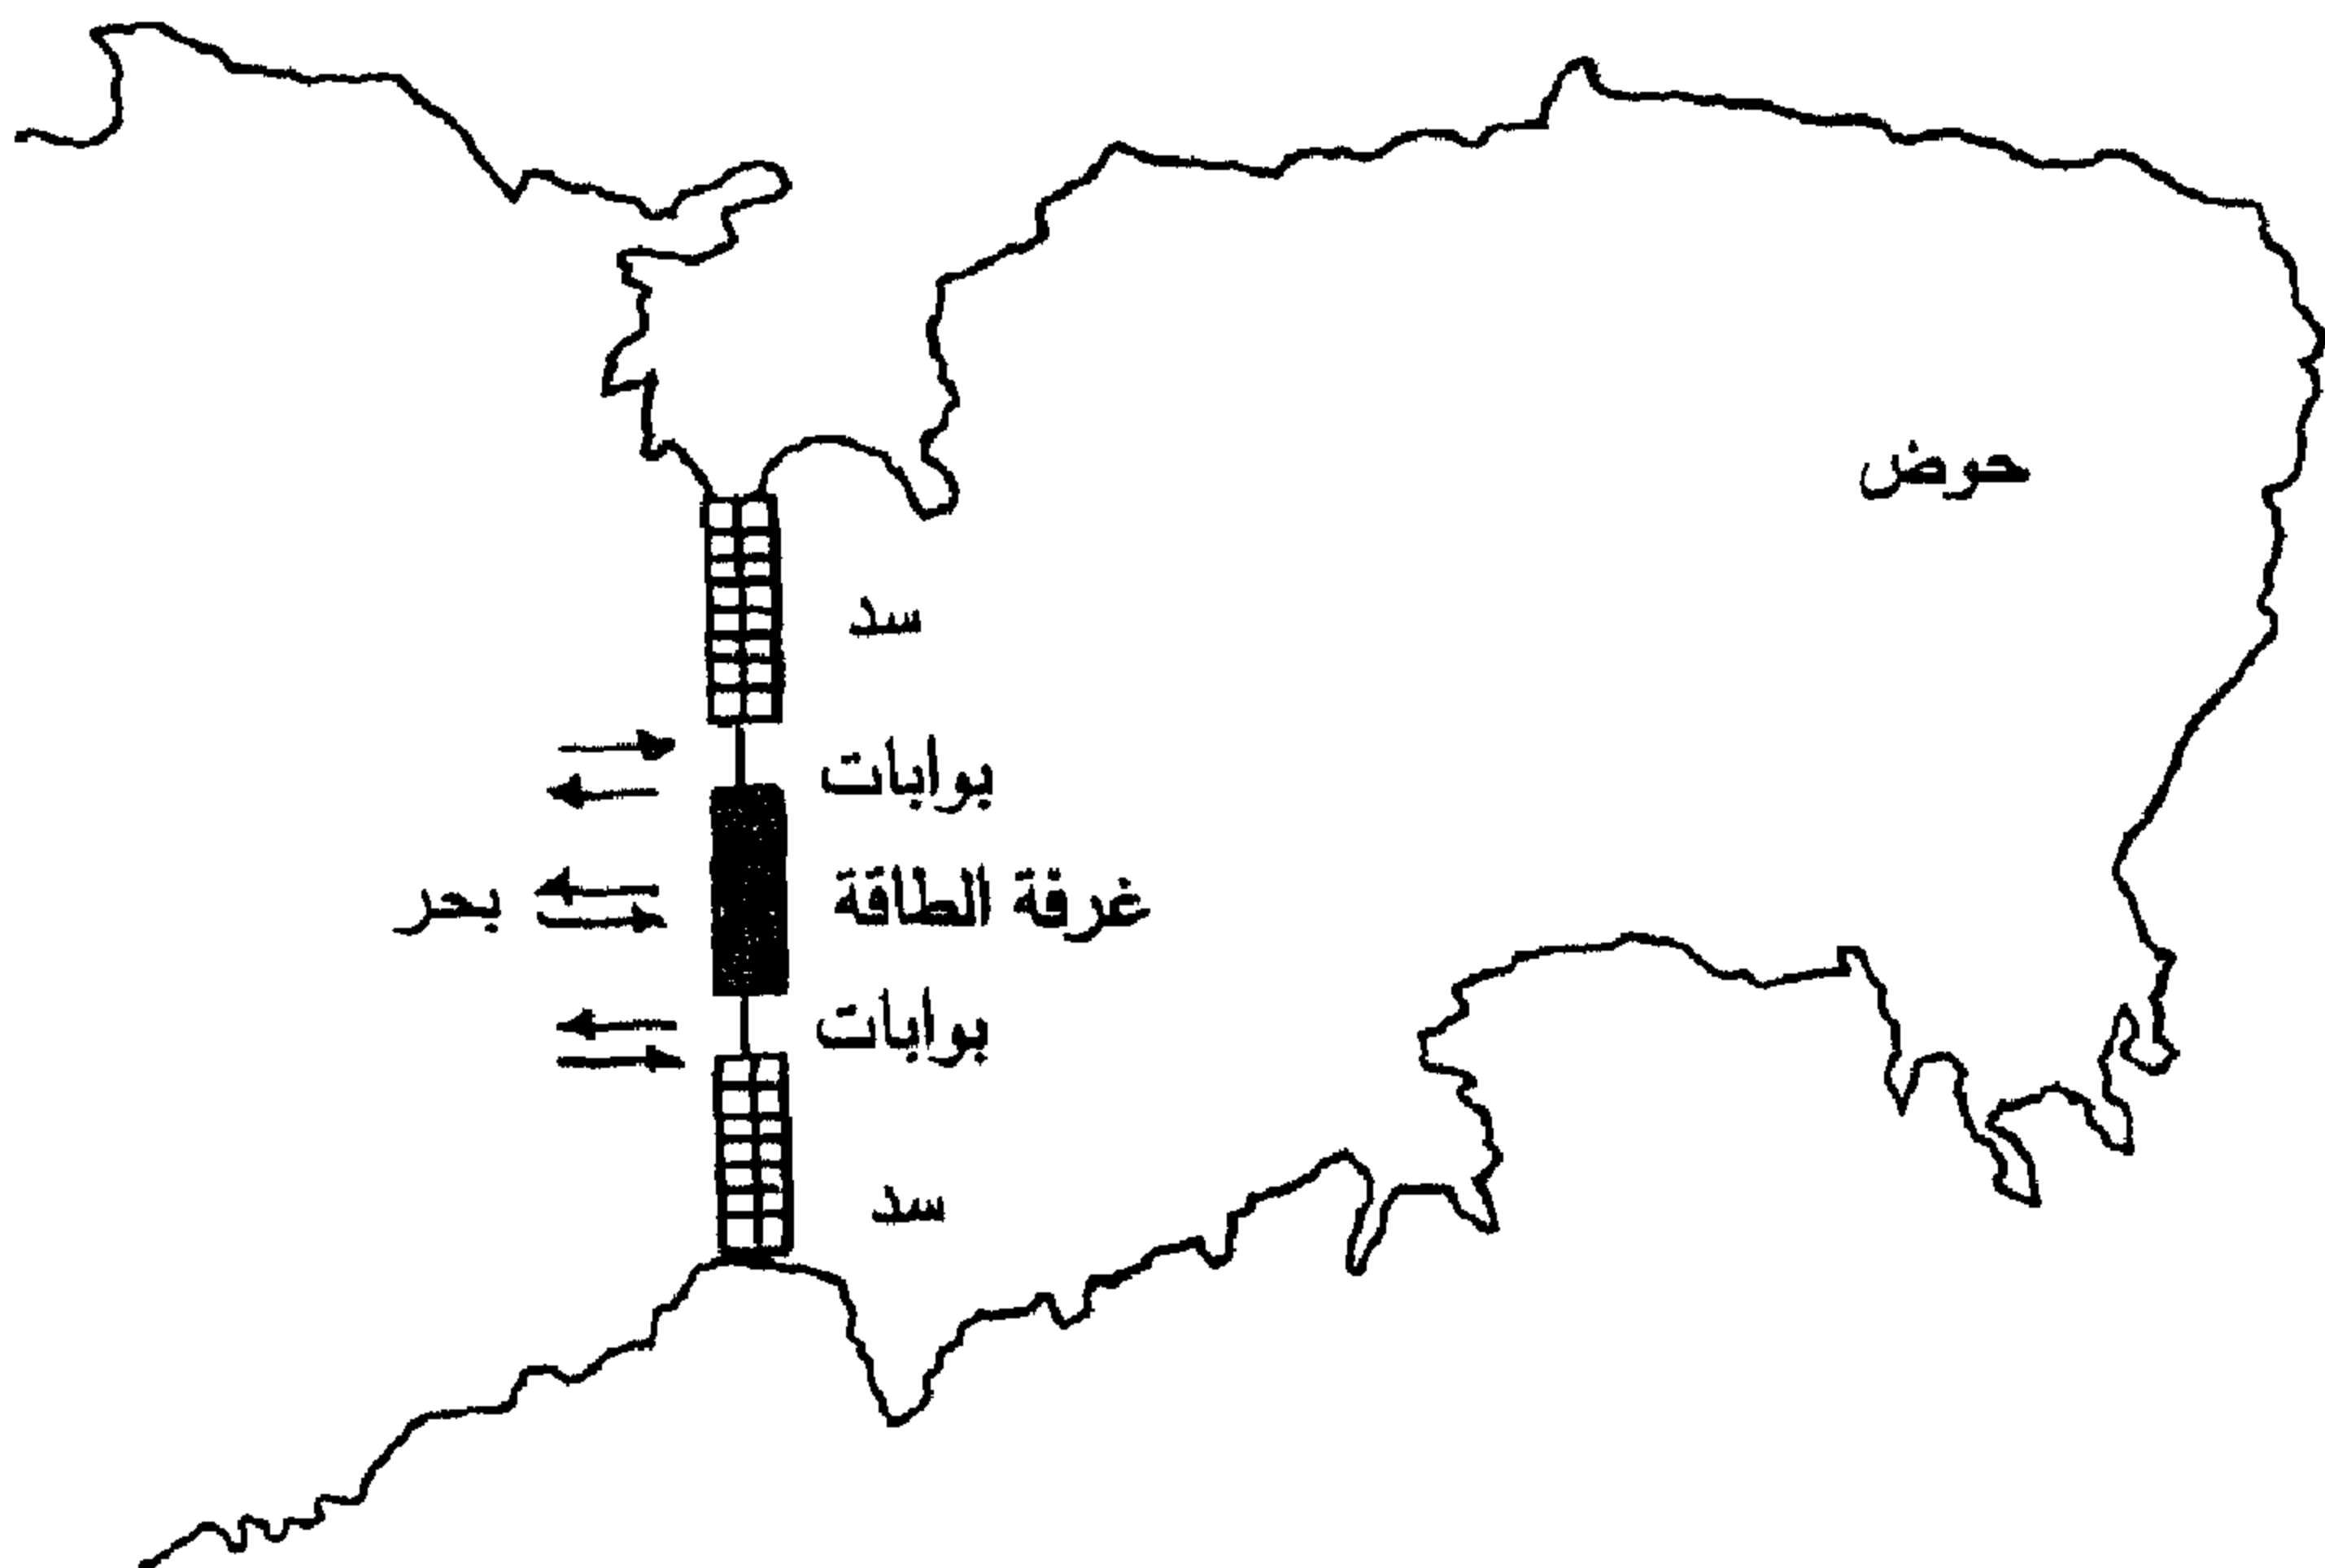 حوض
سد
بوابات
غرفة الطاقة
بحر
بوابات
سد